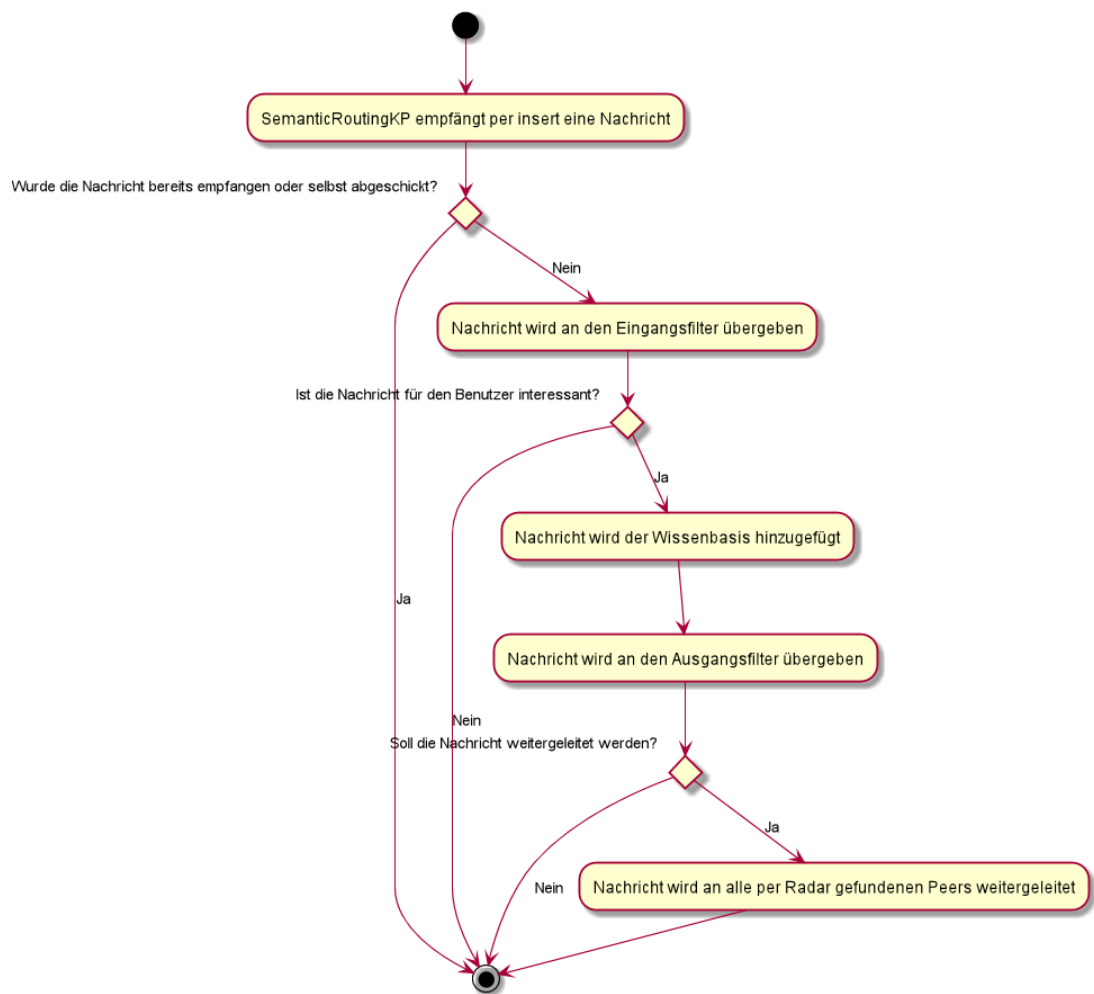 SemanticRoutingKP empfängt per insert eine Nachricht
Wurde die Nachricht bereits empfangen oder selbst abgeschickt?
Nein
Nachricht wird an den Eingangsfilter übergeben
Ist die Nachricht für den Benutzer interessant?
Ja
Nachricht wird der Wissenbasis hinzugefügt
Ja
Nachricht wird an den Ausgangsfilter übergeben
Nein
Soll die Nachricht weitergeleitet werden?
Ja
Nein
Nachricht wird an alle per Radar gefundenen Peers weitergeleitet